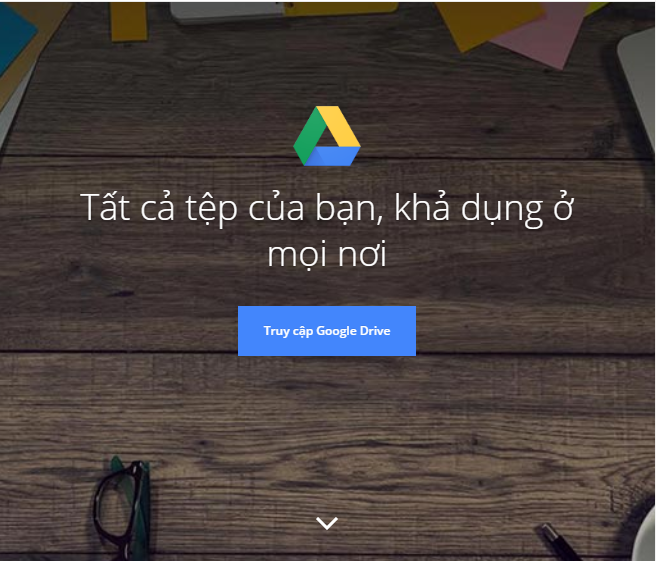 Tất cả tệp của bạn, khả dụng ở
mọi nơi
Truy cập Google Drive